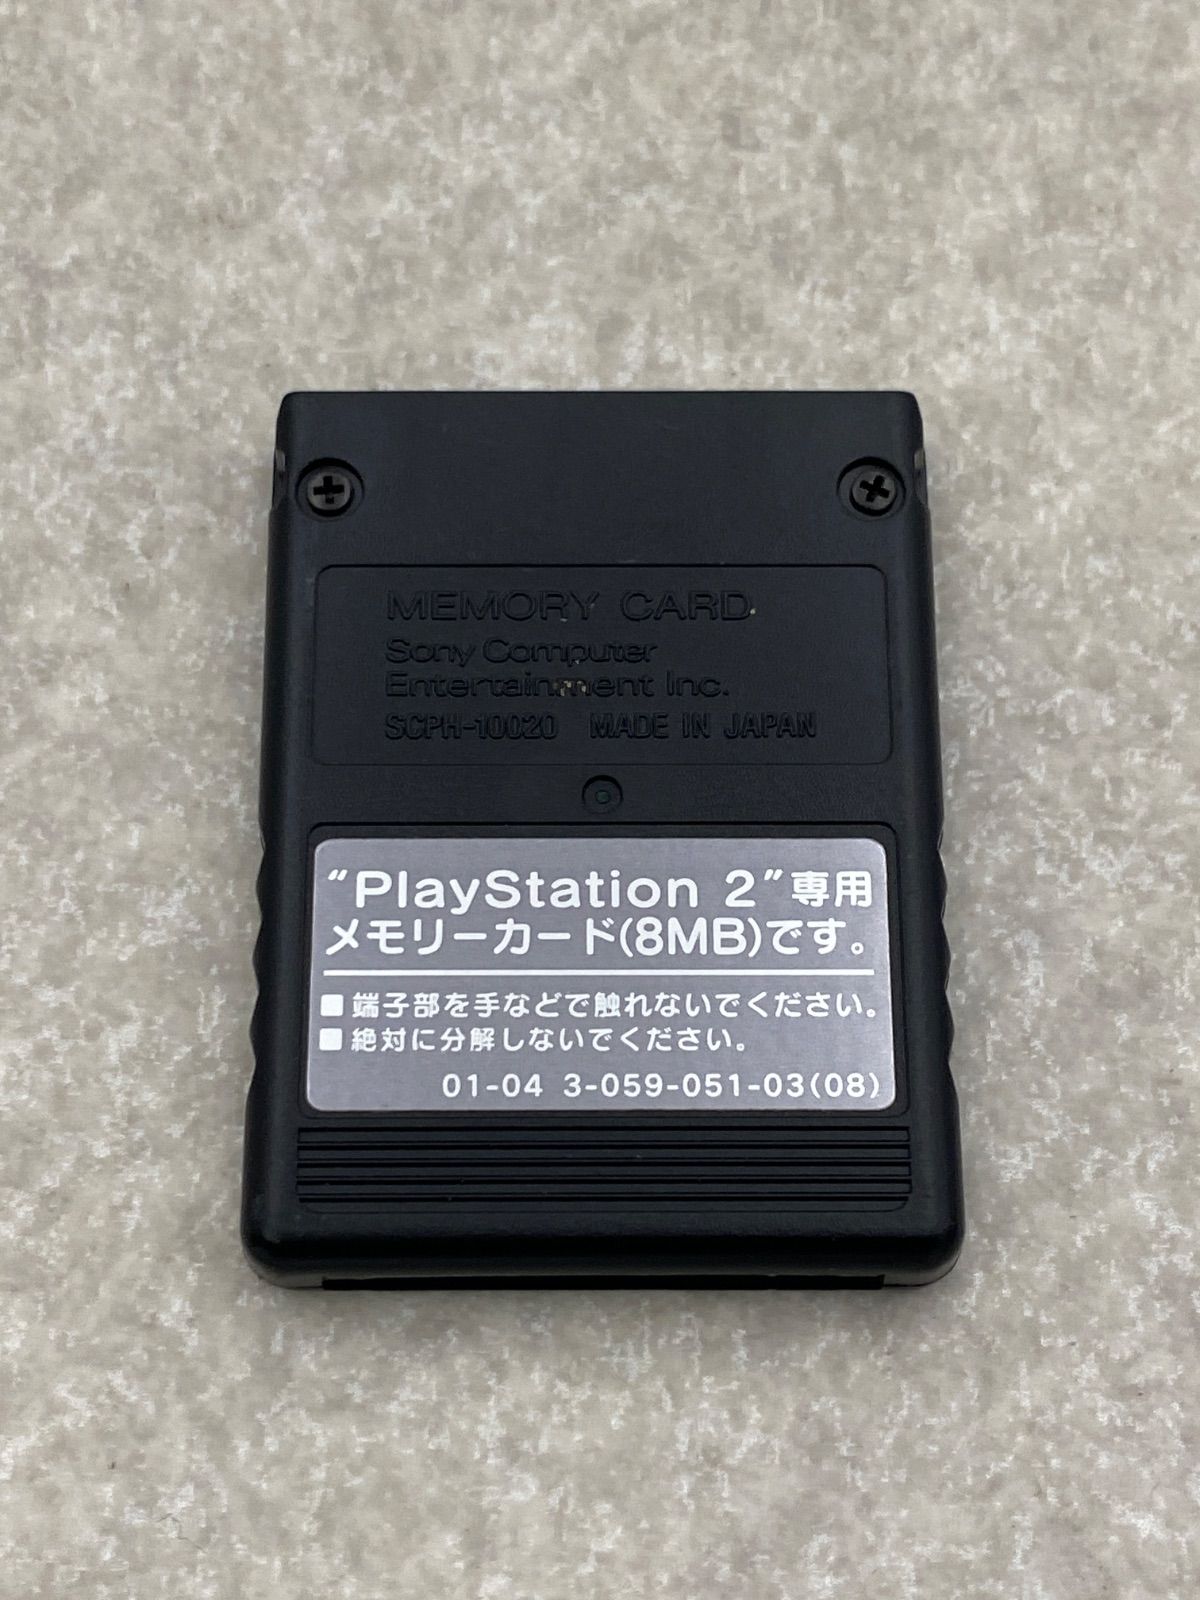 MEMORY CARD
Sony Computer
Entertainment Inc.
SCPH-10020 MADE IN JAPAN
“PlayStation 2”専用
メモリーカード(8MB)です。
■端子部を手などで触れないでください。
■絶対に分解しないでください。
01-04 3-059-051-03(08)